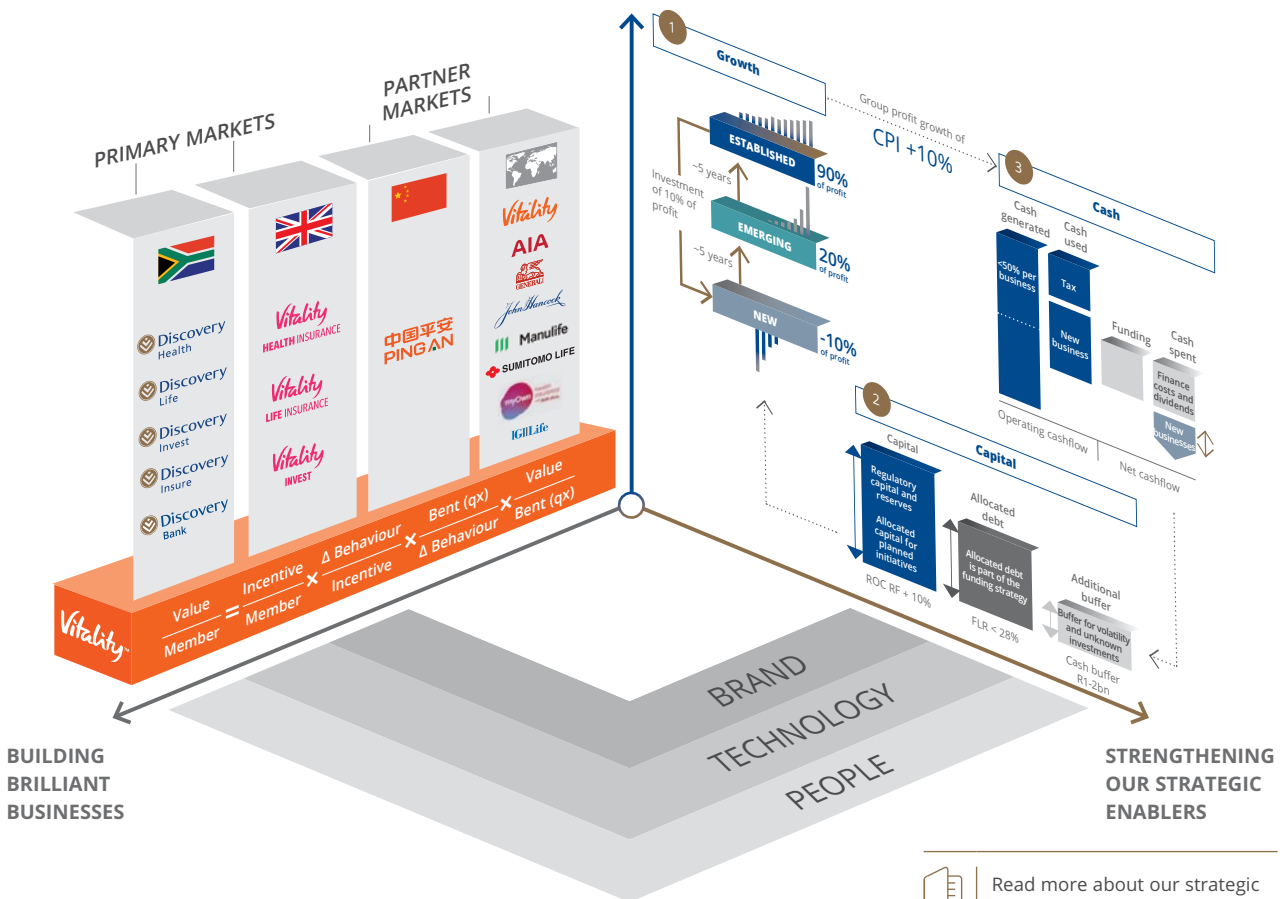 PRIMARY MARKETS
PARTNER
MARKETS
Discovery
Health
Discovery
Life
Discovery
Invest
Discovery
Insure
Discovery
Bank
Vitality
HEALTH INSURANCE
Vitality
LIFE INSURANCE
Vitality
INVEST
中国平安
PING AN
Vitality
AIA
GENERALI
John Hancock
Manulife
SUMITOMO LIFE
IGI Life
Vitality™
Value
Member
=
Incentive
Member
×
Δ Behaviour
Incentive
×
Bent (qx)
Δ Behaviour
×
Value
Bent (qx)
BUILDING
BRILLIANT
BUSINESSES
BRAND
TECHNOLOGY
PEOPLE
1
Growth
Group profit growth of
CPI +10%
ESTABLISHED
90%
of profit
~5 years
Investment
of 10% of
profit
EMERGING
20%
of profit
~5 years
NEW
-10%
of profit
3
Cash
Cash
generated
Cash
used
<50% per
business
Tax
New
business
Funding
Cash
spent
Finance
costs and
dividends
New
businesses
Operating cashflow
Net cashflow
2
Capital
Capital
Regulatory
capital and
reserves
Allocated
capital for
planned
initiatives
ROC RF + 10%
Allocated
debt
Allocated debt
is part of the
funding strategy
FLR < 28%
Additional
buffer
Buffer for volatility
and unknown
investments
Cash buffer
R1-2bn
STRENGTHENING
OUR STRATEGIC
ENABLERS
Read more about our strategic